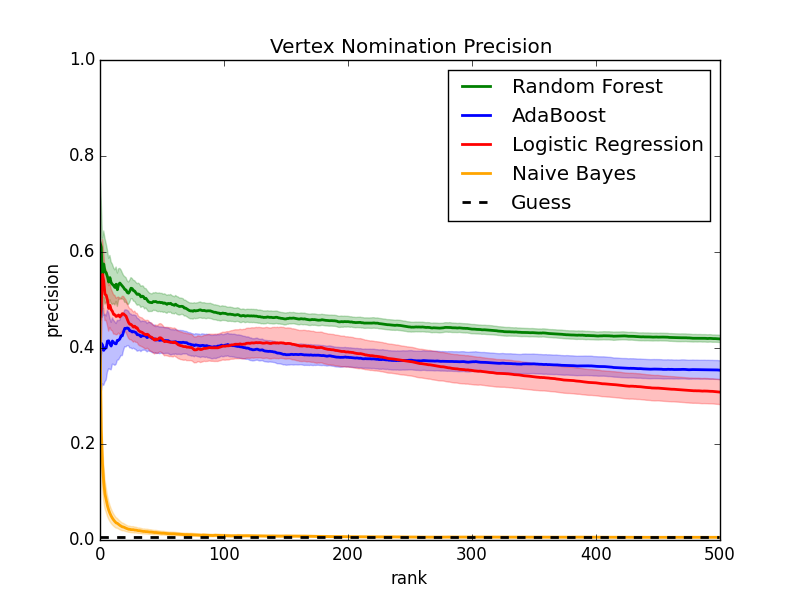 Vertex Nomination Precision
1.0
0.8
0.6
0.4
0.2
0.0
precision
Random Forest
AdaBoost
Logistic Regression
Naive Bayes
Guess
0 100 200 300 400 500
rank